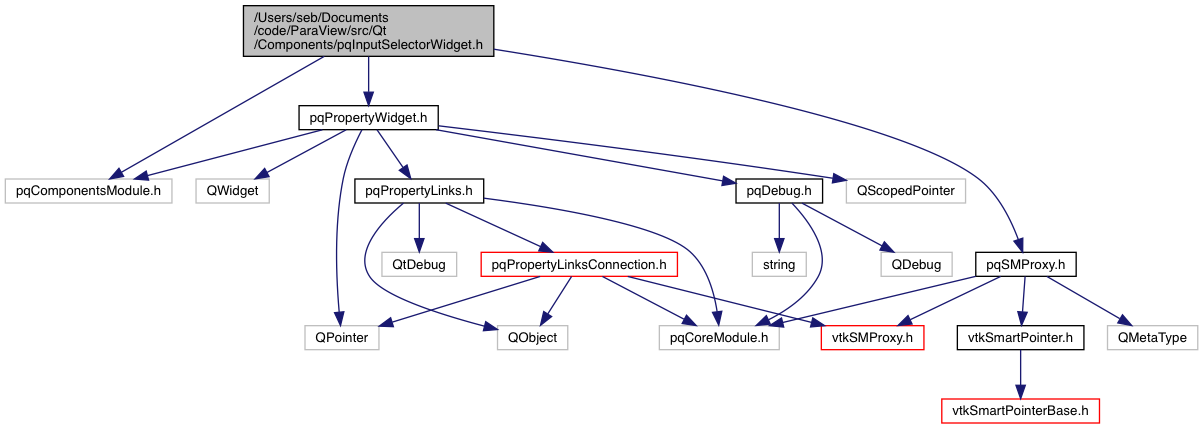 /Users/seb/Documents
/code/ParaView/src/Qt
/Components/pqInputSelectorWidget.h
pqPropertyWidget.h
pqComponentsModule.h
QWidget
pqPropertyLinks.h
pqDebug.h
QScopedPointer
QtDebug
pqPropertyLinksConnection.h
string
QDebug
pqSMProxy.h
QPointer
QObject
pqCoreModule.h
vtkSMProxy.h
vtkSmartPointer.h
QMetaType
vtkSmartPointerBase.h